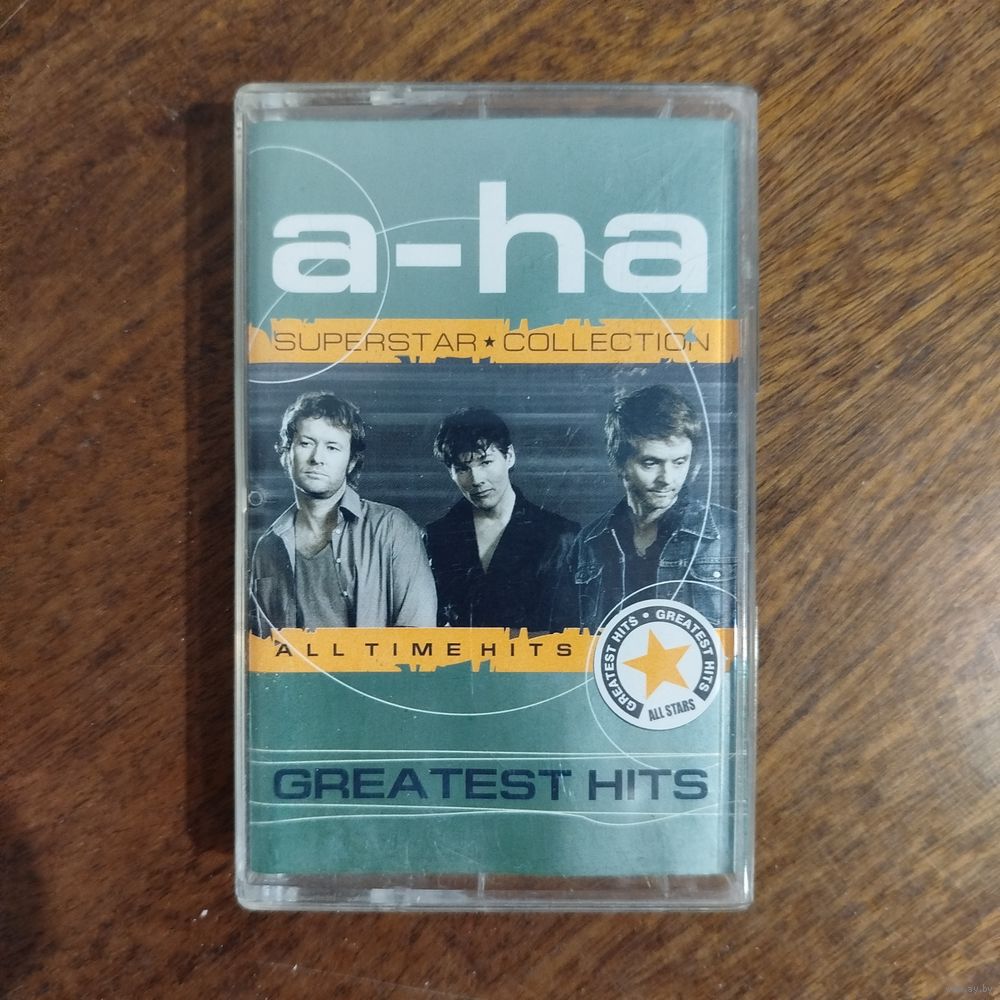 a-ha
SUPERSTAR ★ COLLECTION
ALL TIME HITS
GREATEST HITS • GREATEST HITS
ALL STARS
GREATEST HITS